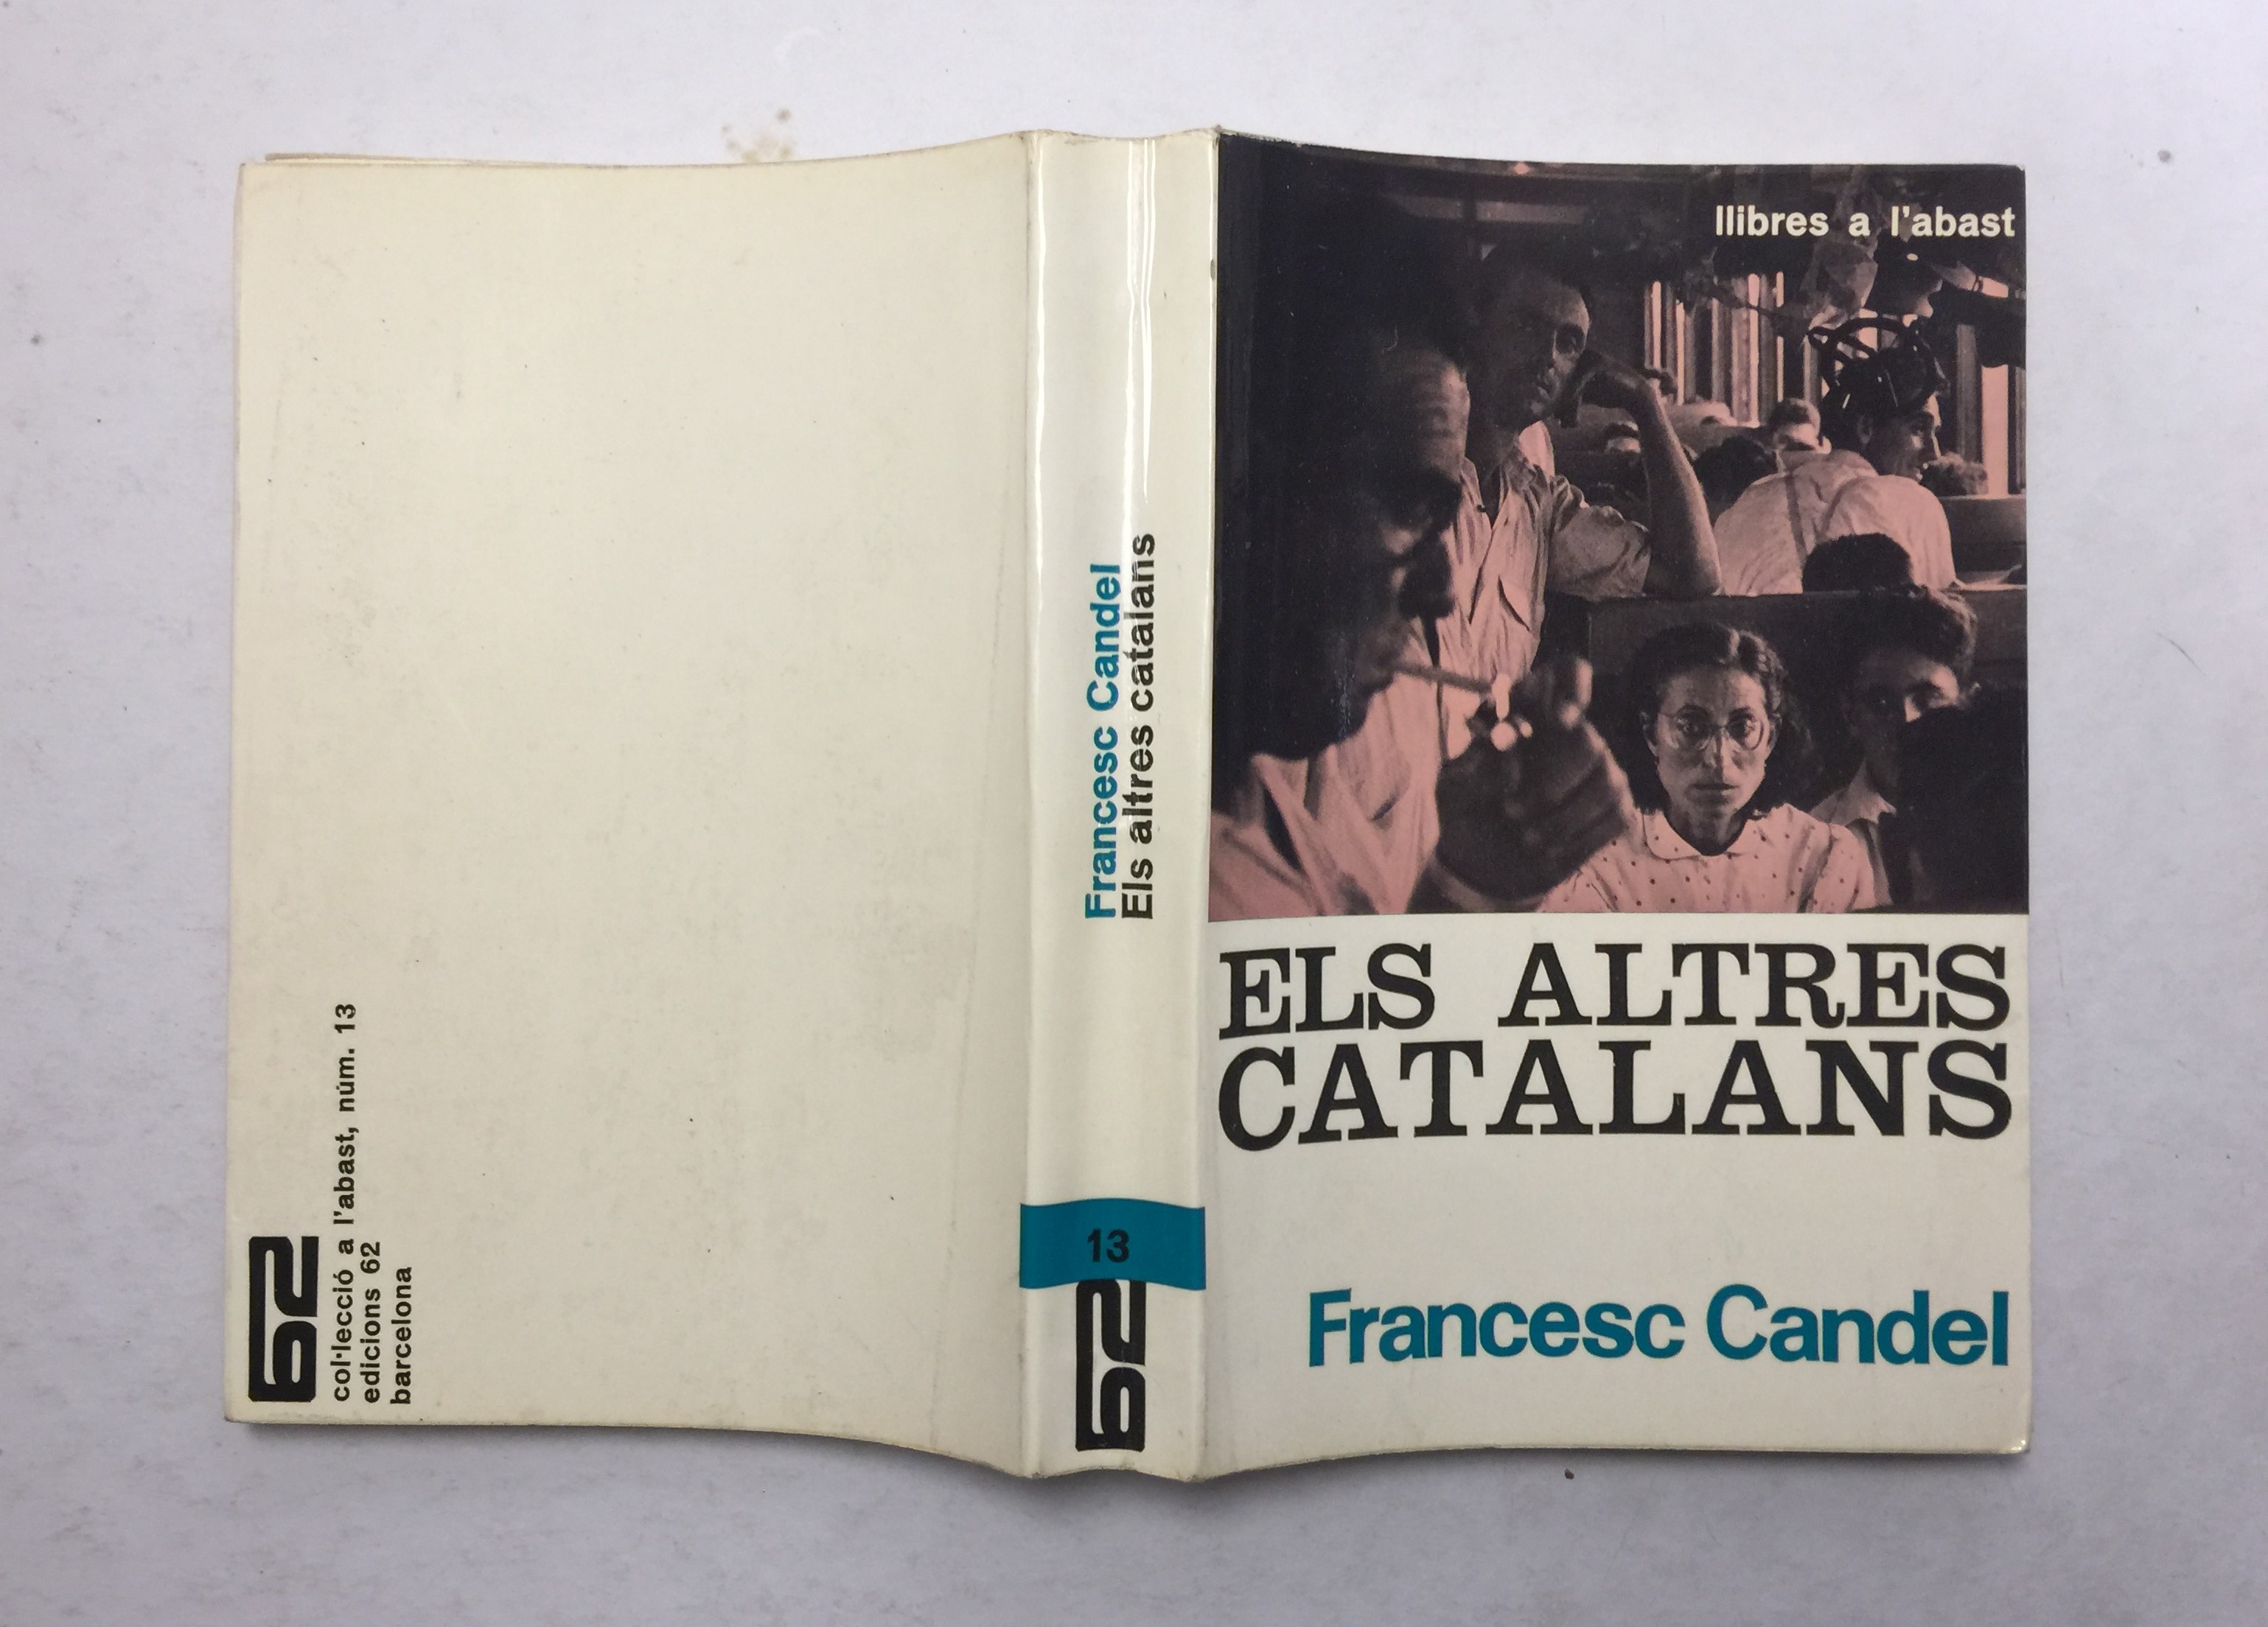 62
col·lecció a l'abast, núm. 13
edicions 62
barcelona
Francesc Candel
Els altres catalans
13
62
llibres a l'abast
ELS ALTRES
CATALANS
Francesc Candel